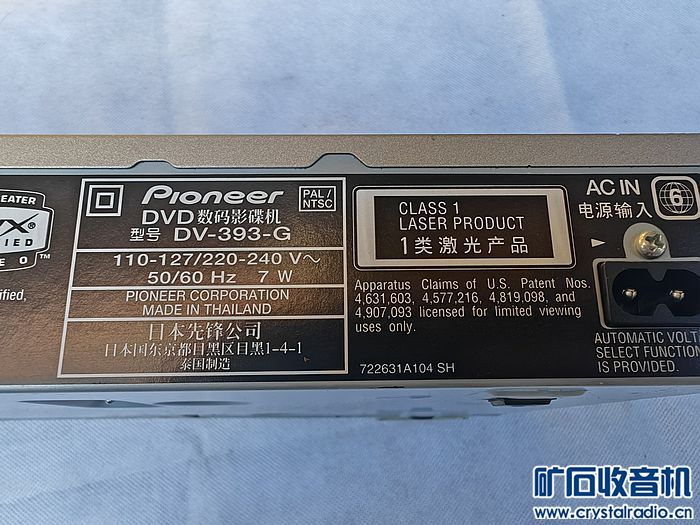 EATER
Pioneer
PAL/
NTSC
DVD 数码影碟机
型号 DV-393-G
110-127/220-240 V~
50/60 Hz 7 W
PIONEER CORPORATION
MADE IN THAILAND
日本先锋公司
日本国东京都目黑区目黑1-4-1
泰国制造
CLASS 1
LASER PRODUCT
1类激光产品
Apparatus Claims of U.S. Patent Nos.
4,631,603, 4,577,216, 4,819,098, and
4,907,093 licensed for limited viewing
uses only.
722631A104 SH
AC IN
6
电源输入
AUTOMATIC VOLT
SELECT FUNCTION
IS PROVIDED.
VX
IFIED
EO™
ified,
矿石收音机
www.crystalradio.cn